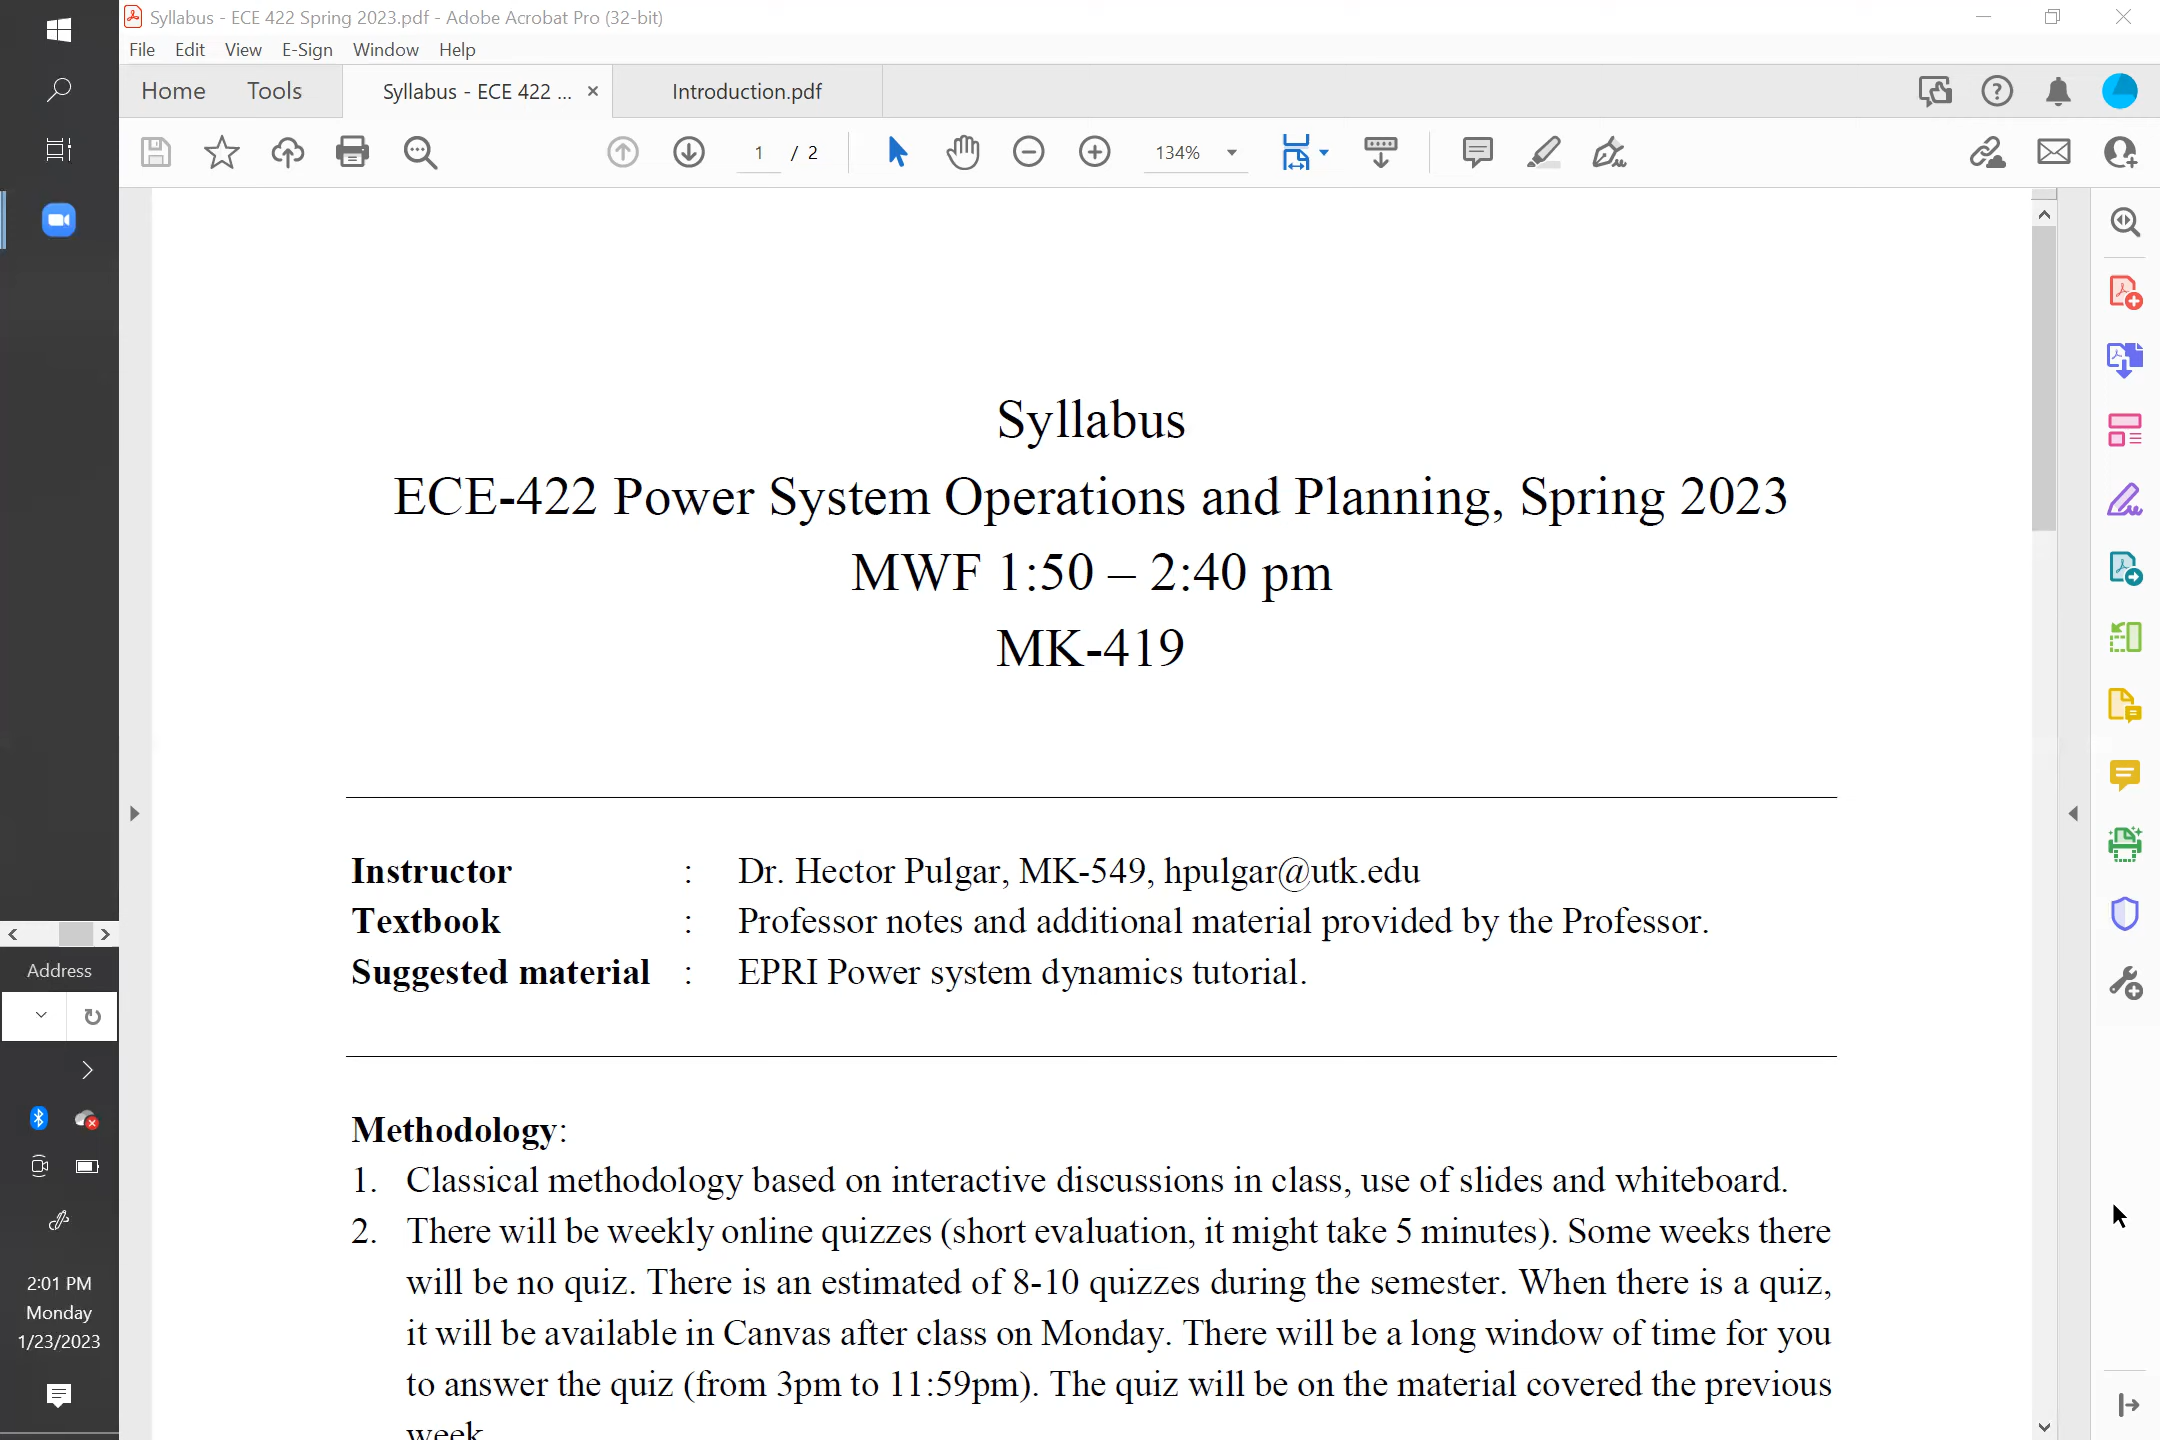 Syllabus - ECE 422 Spring 2023.pdf - Adobe Acrobat Pro (32-bit)
File Edit View E-Sign Window Help
Home Tools Syllabus - ECE 422 ... × Introduction.pdf
1 / 2 134%
Syllabus
ECE-422 Power System Operations and Planning, Spring 2023
MWF 1:50 – 2:40 pm
MK-419
Instructor : Dr. Hector Pulgar, MK-549, hpulgar@utk.edu
Textbook : Professor notes and additional material provided by the Professor.
Suggested material : EPRI Power system dynamics tutorial.
Methodology:
1. Classical methodology based on interactive discussions in class, use of slides and whiteboard.
2. There will be weekly online quizzes (short evaluation, it might take 5 minutes). Some weeks there
will be no quiz. There is an estimated of 8-10 quizzes during the semester. When there is a quiz,
it will be available in Canvas after class on Monday. There will be a long window of time for you
to answer the quiz (from 3pm to 11:59pm). The quiz will be on the material covered the previous
week
Address
2:01 PM
Monday
1/23/2023